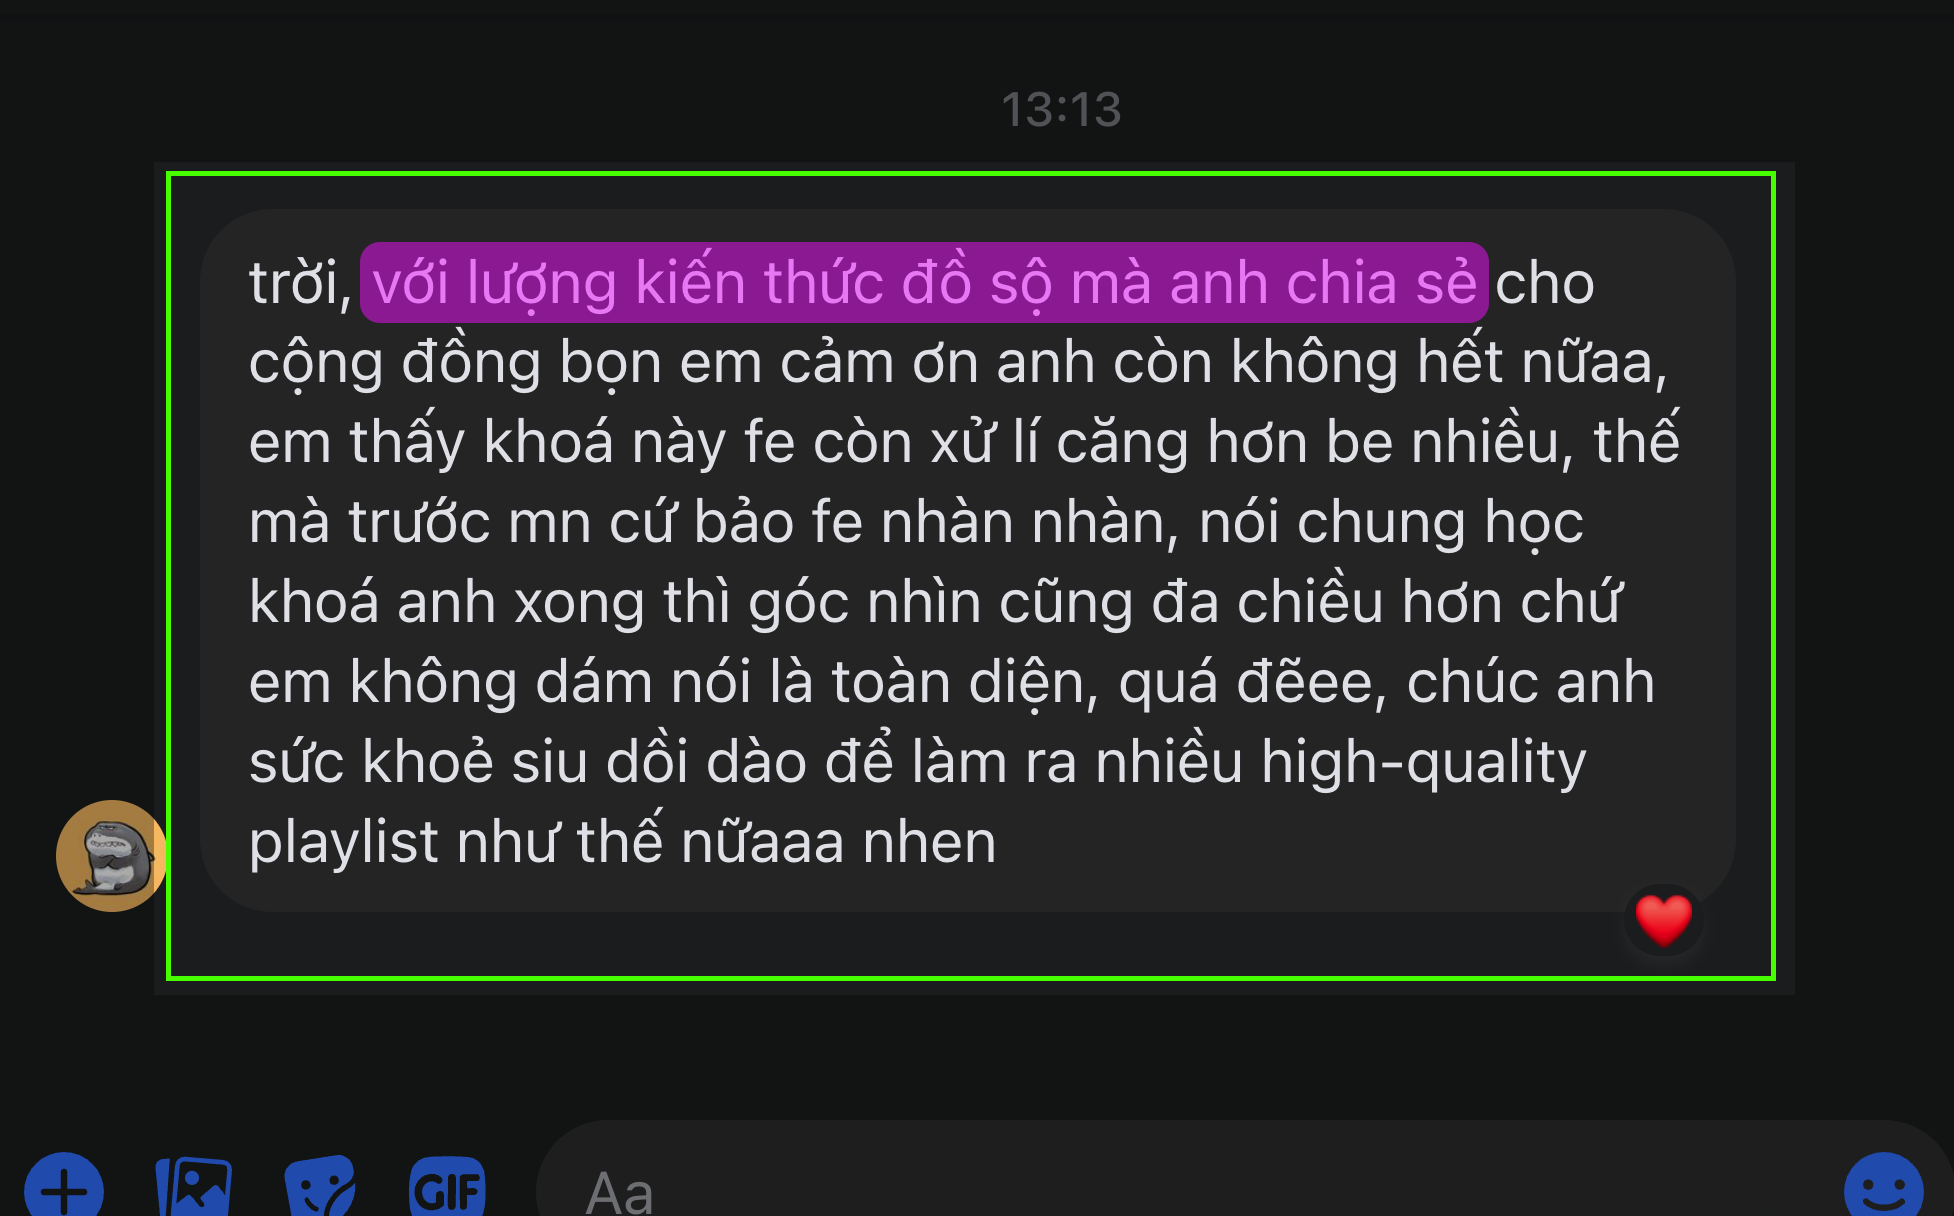 13:13
trời, với lượng kiến thức đồ sộ mà anh chia sẻ cho
cộng đồng bọn em cảm ơn anh còn không hết nữaa,
em thấy khoá này fe còn xử lí căng hơn be nhiều, thế
mà trước mn cứ bảo fe nhàn nhàn, nói chung học
khoá anh xong thì góc nhìn cũng đa chiều hơn chứ
em không dám nói là toàn diện, quá đẽee, chúc anh
sức khoẻ siu dồi dào để làm ra nhiều high-quality
playlist như thế nữaaa nhen
GIF
Aa